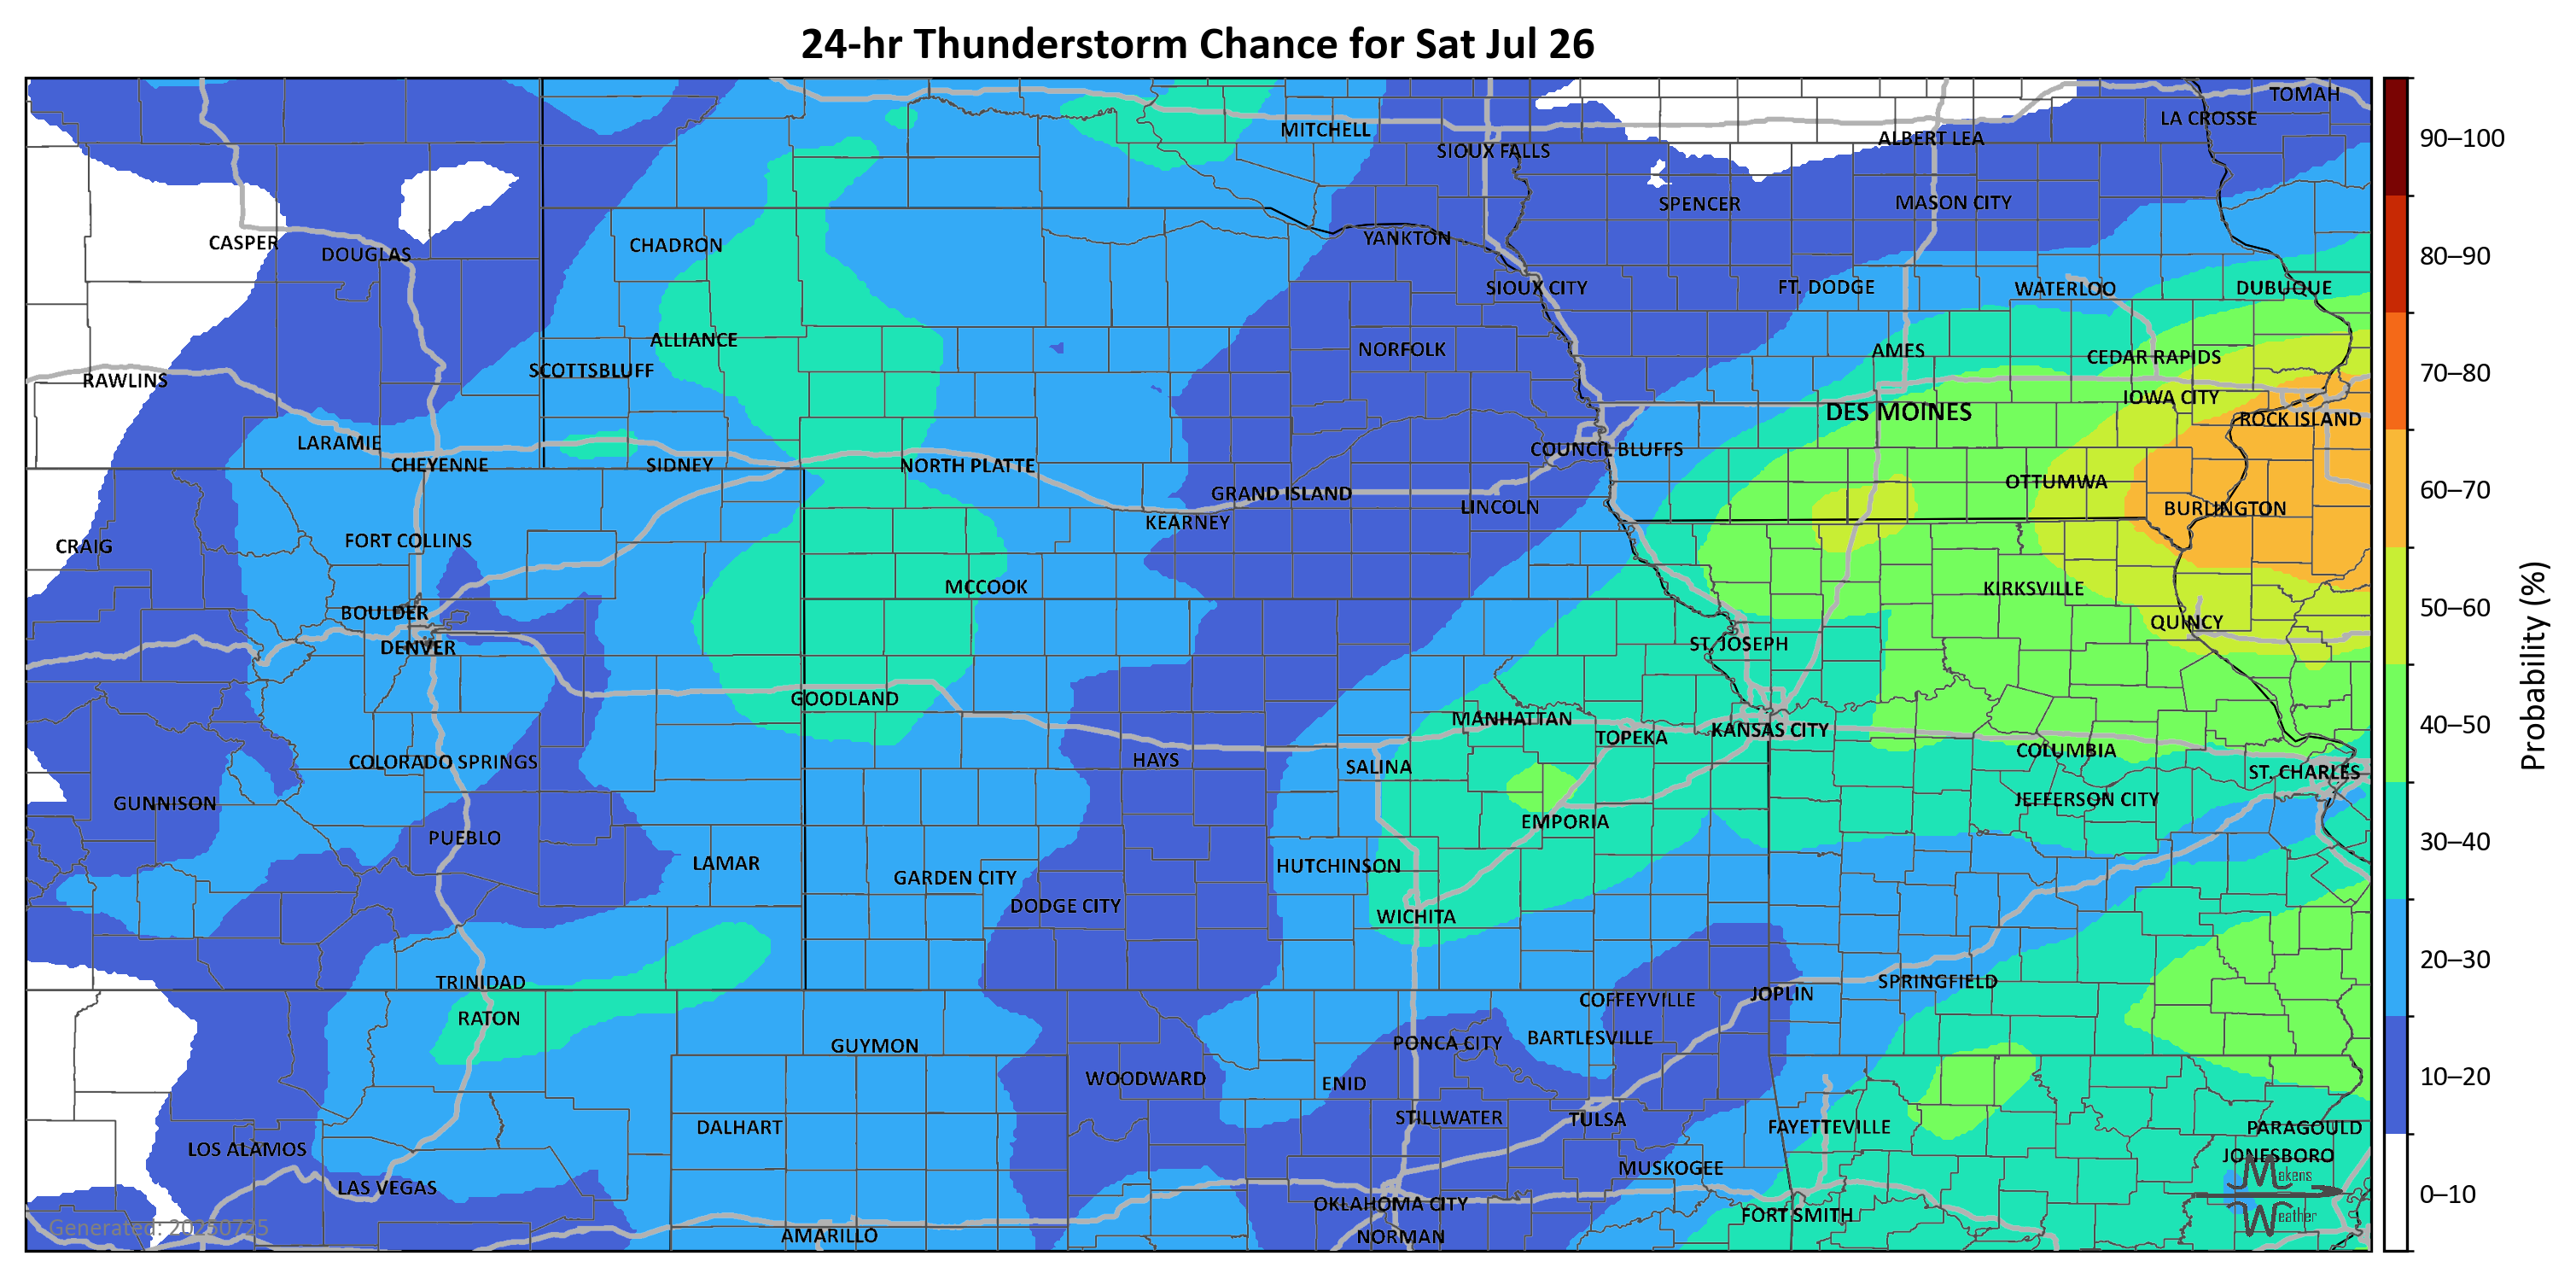 24-hr Thunderstorm Chance for Sat Jul 26
TOMAH
LA CROSSE
MITCHELL
ALBERT LEA
SIOUX FALLS
SPENCER
MASON CITY
CASPER
DOUGLAS
CHADRON
YANKTON
SIOUX CITY
FT. DODGE
WATERLOO
DUBUQUE
ALLIANCE
NORFOLK
AMES
CEDAR RAPIDS
RAWLINS
SCOTTSBLUFF
IOWA CITY
DES MOINES
ROCK ISLAND
LARAMIE
COUNCIL BLUFFS
CHEYENNE
SIDNEY
NORTH PLATTE
OTTUMWA
GRAND ISLAND
LINCOLN
BURLINGTON
KEARNEY
CRAIG
FORT COLLINS
MCCOOK
KIRKSVILLE
BOULDER
QUINCY
DENVER
ST. JOSEPH
GOODLAND
MANHATTAN
TOPEKA
KANSAS CITY
COLUMBIA
COLORADO SPRINGS
HAYS
SALINA
ST. CHARLES
GUNNISON
JEFFERSON CITY
PUEBLO
EMPORIA
LAMAR
GARDEN CITY
HUTCHINSON
DODGE CITY
WICHITA
TRINIDAD
SPRINGFIELD
COFFEYVILLE
JOPLIN
RATON
GUYMON
PONCA CITY
BARTLESVILLE
WOODWARD
ENID
DALHART
STILLWATER
TULSA
FAYETTEVILLE
PARAGOULD
LOS ALAMOS
JONESBORO
MUSKOGEE
LAS VEGAS
OKLAHOMA CITY
FORT SMITH
AMARILLO
NORMAN
Generated: 20250725
Makens
Weather
90–100
80–90
70–80
60–70
50–60
40–50
30–40
20–30
10–20
0–10
Probability (%)